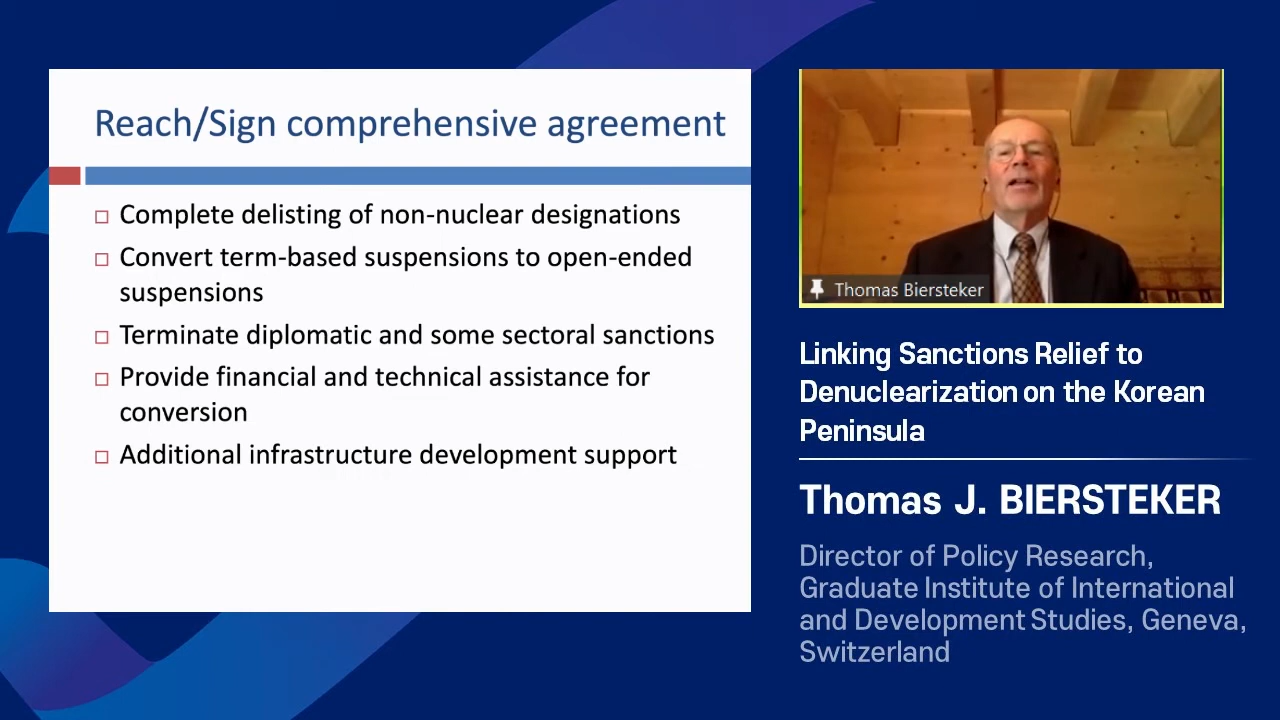 Reach/Sign comprehensive agreement
Complete delisting of non-nuclear designations
Convert term-based suspensions to open-ended
suspensions
Terminate diplomatic and some sectoral sanctions
Provide financial and technical assistance for
conversion
Additional infrastructure development support
Thomas Biersteker
Linking Sanctions Relief to
Denuclearization on the Korean
Peninsula
Thomas J. BIERSTEKER
Director of Policy Research,
Graduate Institute of International
and Development Studies, Geneva,
Switzerland